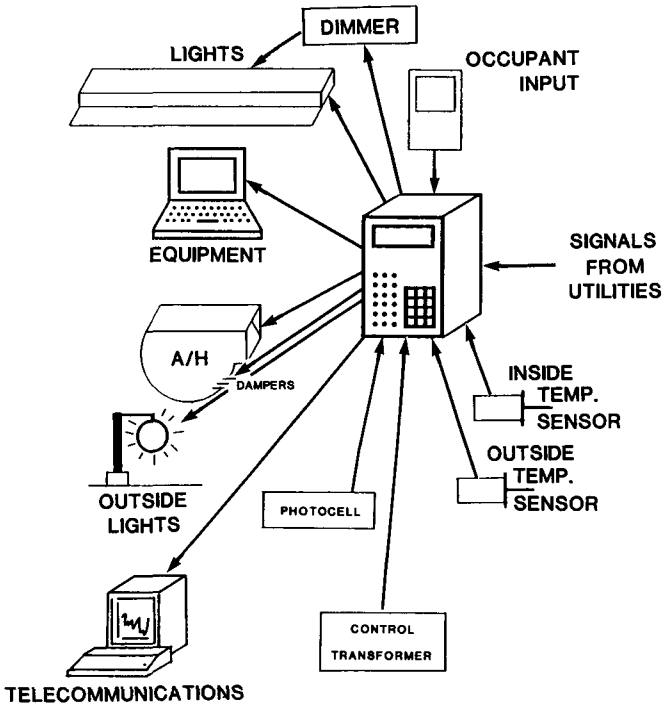 DIMMER
LIGHTS
OCCUPANT
INPUT
EQUIPMENT
SIGNALS
FROM
UTILITIES
A/H
DAMPERS
INSIDE
TEMP.
SENSOR
OUTSIDE
TEMP.
SENSOR
OUTSIDE
LIGHTS
PHOTOCELL
CONTROL
TRANSFORMER
TELECOMMUNICATIONS